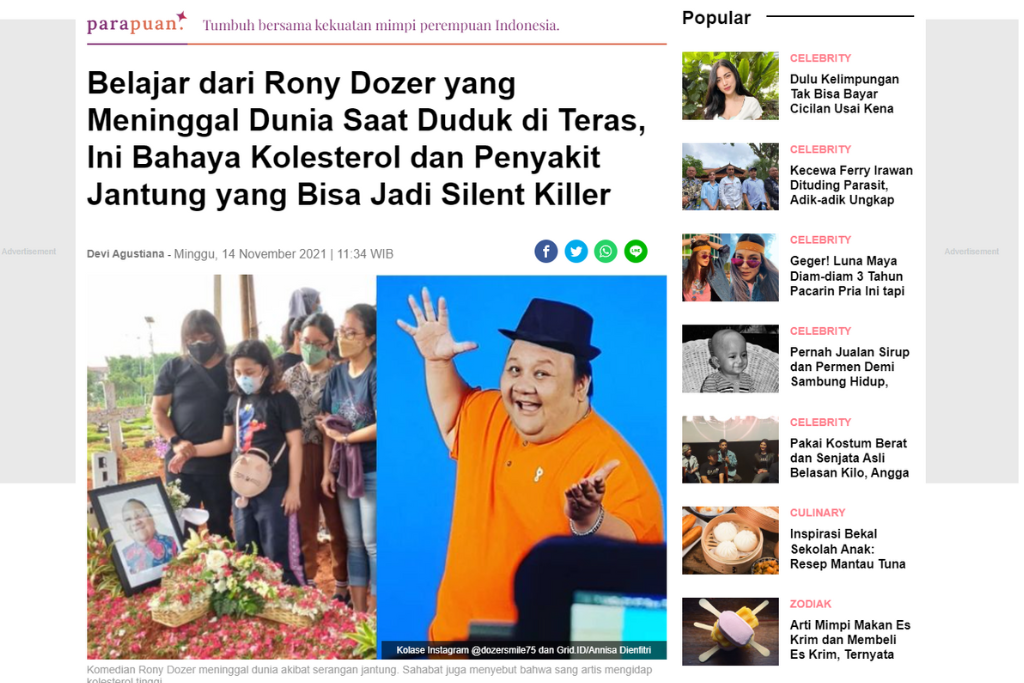 parapuan.
Tumbuh bersama kekuatan mimpi perempuan Indonesia.
Belajar dari Rony Dozer yang
Meninggal Dunia Saat Duduk di Teras,
Ini Bahaya Kolesterol dan Penyakit
Jantung yang Bisa Jadi Silent Killer
Devi Agustiana - Minggu, 14 November 2021 | 11:34 WIB
Kolase Instagram @dozersmile75 dan Grid.ID/Annisa Dienfitri
Komedian Rony Dozer meninggal dunia akibat serangan jantung. Sahabat juga menyebut bahwa sang artis mengidap
kolesterol tinggi
Advertisement
Popular
CELEBRITY
Dulu Kelimpungan
Tak Bisa Bayar
Cicilan Usai Kena
CELEBRITY
Kecewa Ferry Irawan
Dituding Parasit,
Adik-adik Ungkap
CELEBRITY
Geger! Luna Maya
Diam-diam 3 Tahun
Pacarin Pria Ini tapi
CELEBRITY
Pernah Jualan Sirup
dan Permen Demi
Sambung Hidup,
CELEBRITY
Pakai Kostum Berat
dan Senjata Asli
Belasan Kilo, Angga
CULINARY
Inspirasi Bekal
Sekolah Anak:
Resep Mantau Tuna
ZODIAK
Arti Mimpi Makan Es
Krim dan Membeli
Es Krim, Ternyata
Advertisement